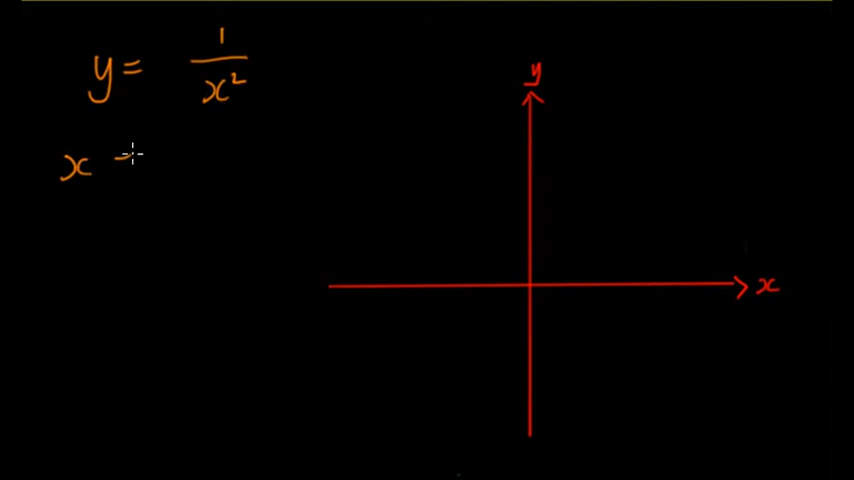 y = 1/x²
y
x -
x